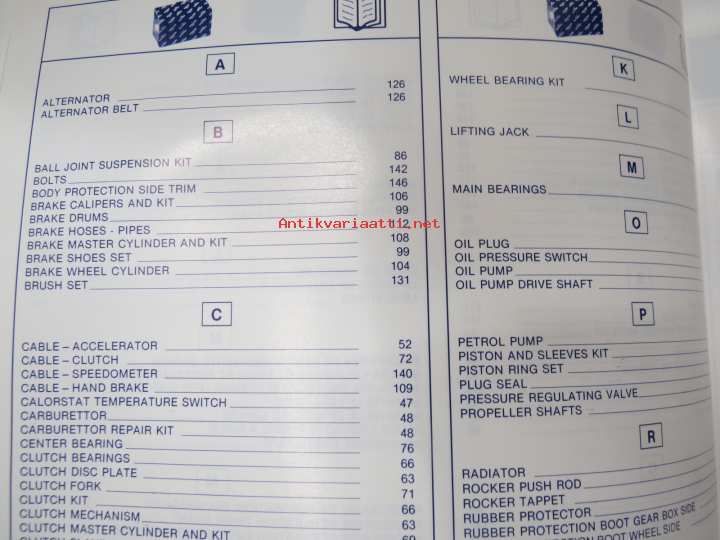 A
ALTERNATOR 126
ALTERNATOR BELT 126
B
BALL JOINT SUSPENSION KIT 86
BOLTS 142
BODY PROTECTION SIDE TRIM 146
BRAKE CALIPERS AND KIT 106
BRAKE DRUMS 99
BRAKE HOSES - PIPES 112
BRAKE MASTER CYLINDER AND KIT 108
BRAKE SHOES SET 99
BRAKE WHEEL CYLINDER 104
BRUSH SET 131
C
CABLE – ACCELERATOR 52
CABLE – CLUTCH 72
CABLE – SPEEDOMETER 140
CABLE – HAND BRAKE 109
CALORSTAT TEMPERATURE SWITCH 47
CARBURETTOR 48
CARBURETTOR REPAIR KIT 48
CENTER BEARING 76
CLUTCH BEARINGS 66
CLUTCH DISC PLATE 63
CLUTCH FORK 71
CLUTCH KIT 66
CLUTCH MECHANISM 63
CLUTCH MASTER CYLINDER AND KIT 69
K
WHEEL BEARING KIT
L
LIFTING JACK
M
MAIN BEARINGS
O
OIL PLUG
OIL PRESSURE SWITCH
OIL PUMP
OIL PUMP DRIVE SHAFT
P
PETROL PUMP
PISTON AND SLEEVES KIT
PISTON RING SET
PLUG SEAL
PRESSURE REGULATING VALVE
PROPELLER SHAFTS
R
RADIATOR
ROCKER PUSH ROD
ROCKER TAPPET
RUBBER PROTECTOR
RUBBER PROTECTION BOOT GEAR BOX SIDE
BOOT WHEEL SIDE
Antikvariaatti.net